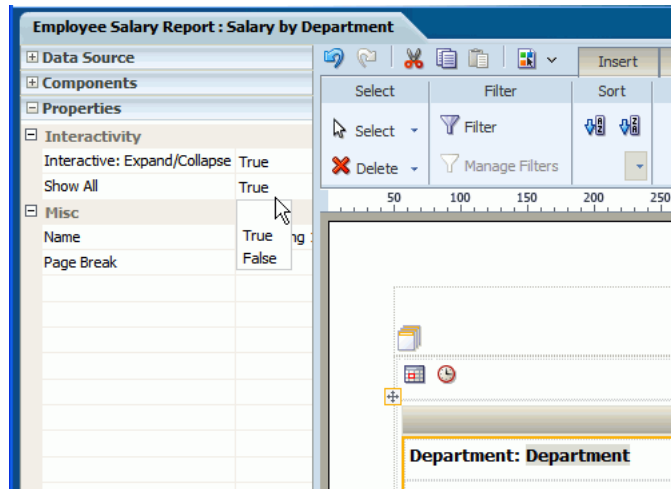 Employee Salary Report : Salary by Department
Data Source
Components
Properties
Interactivity
Interactive: Expand/Collapse True
Show All True
True
False
Misc
Name ng
Page Break
Insert
Select Filter Sort
Select Filter
Delete Manage Filters
50 100 150 200 250
Department: Department